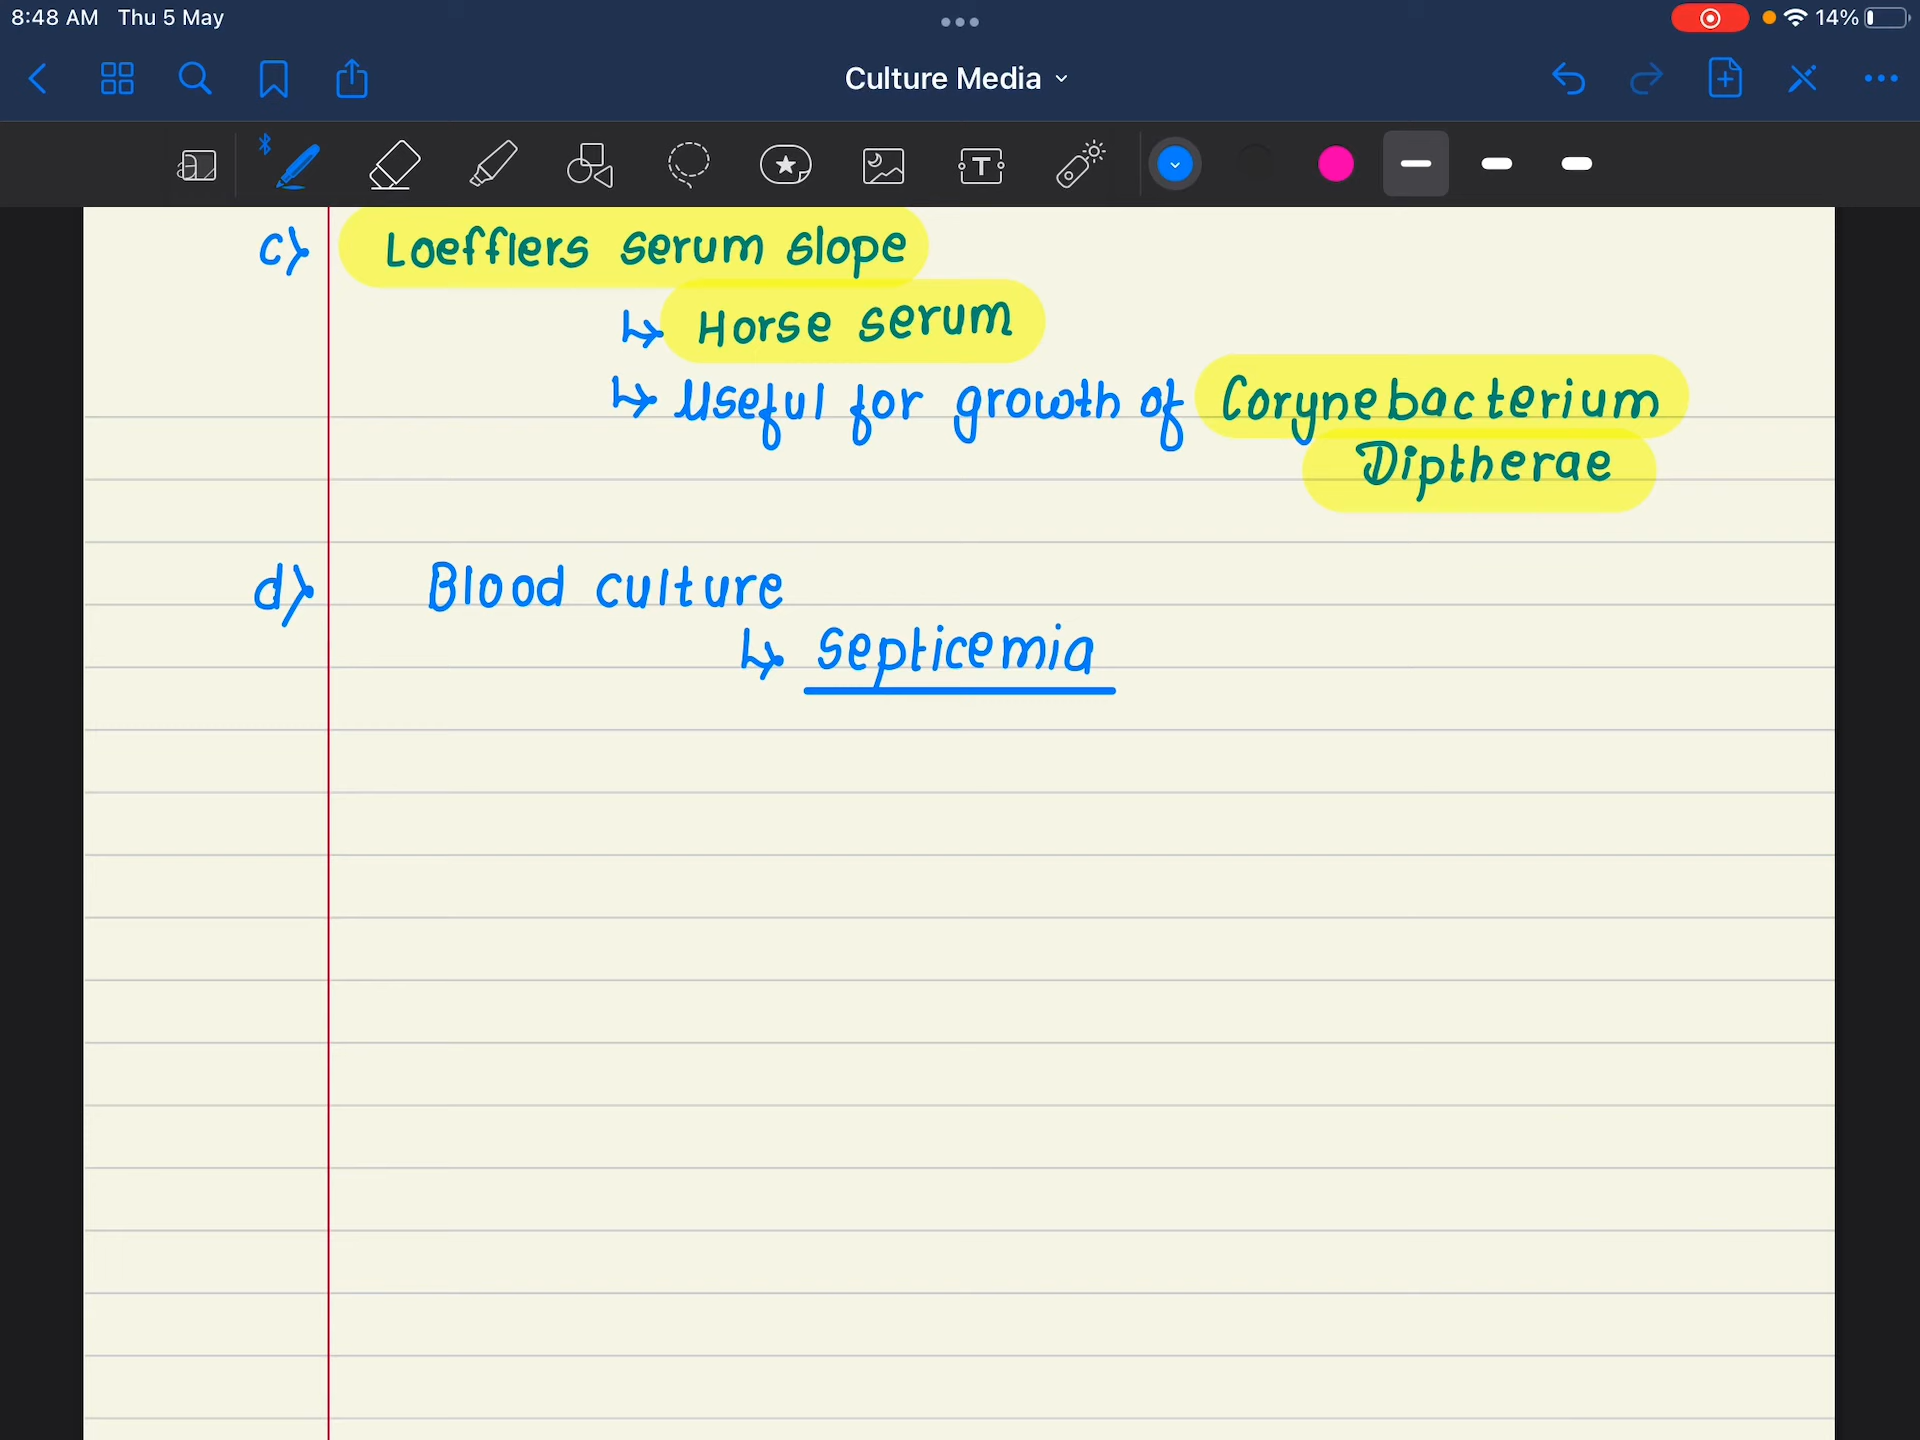 8:48 AM Thu 5 May
14%
Culture Media
T
c) Loefflers serum slope
↳ Horse serum
↳ Useful for growth of Corynebacterium
Diptherae
d) Blood culture
↳ Septicemia